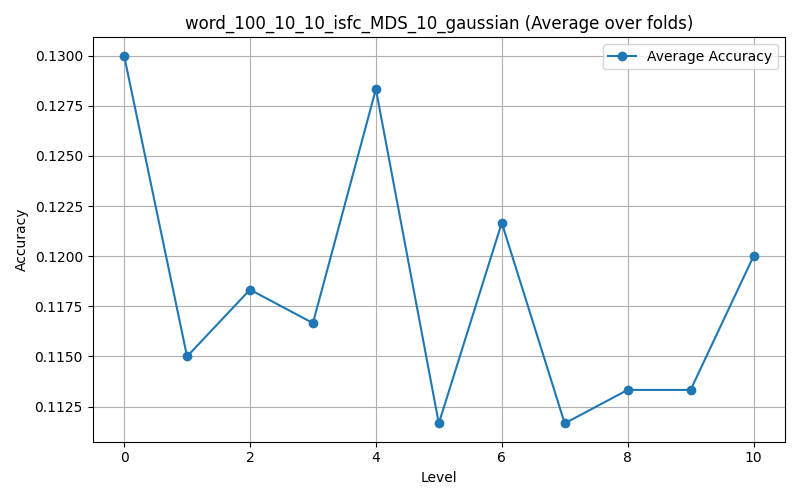 word_100_10_10_isfc_MDS_10_gaussian (Average over folds)
Average Accuracy
0.1300
0.1275
0.1250
0.1225
0.1200
0.1175
0.1150
0.1125
Accuracy
0 2 4 6 8 10
Level